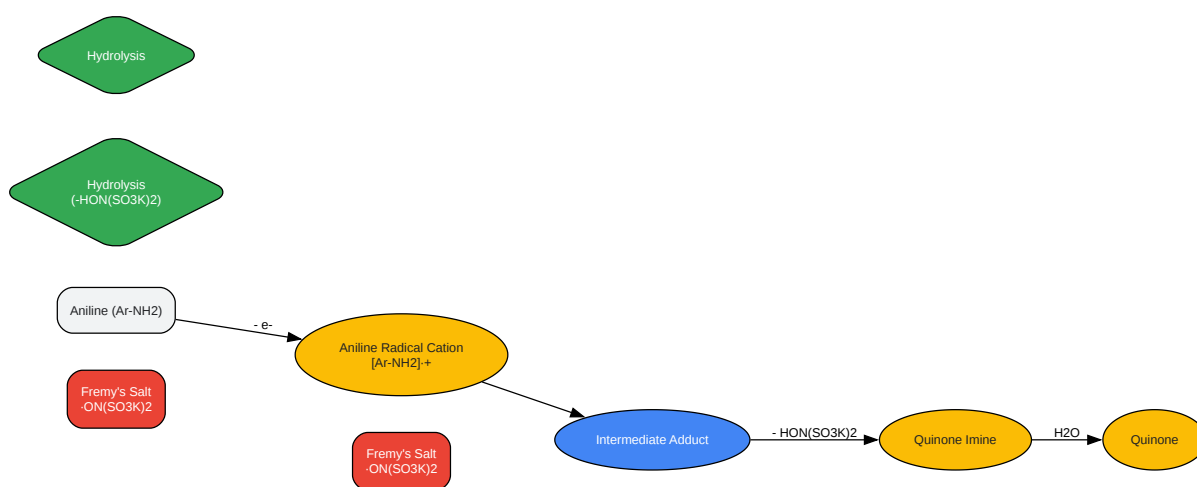 Hydrolysis
Hydrolysis
(-HON(SO3K)2)
Aniline (Ar-NH2)
- e-
Aniline Radical Cation
[Ar-NH2]·+
Fremy's Salt
·ON(SO3K)2
Fremy's Salt
·ON(SO3K)2
Intermediate Adduct
- HON(SO3K)2
Quinone Imine
H2O
Quinone